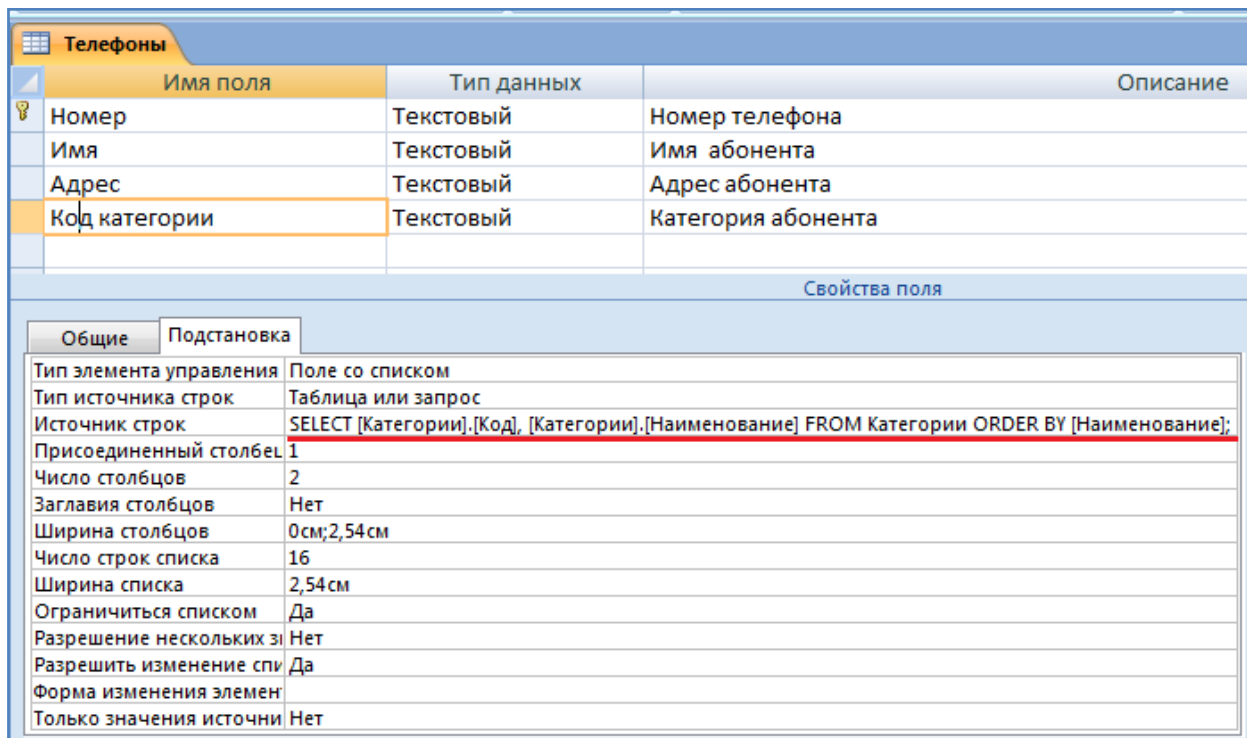 Телефоны
Имя поля Тип данных Описание
Номер Текстовый Номер телефона
Имя Текстовый Имя абонента
Адрес Текстовый Адрес абонента
Код категории Текстовый Категория абонента
Свойства поля
Общие Подстановка
Тип элемента управления Поле со списком
Тип источника строк Таблица или запрос
Источник строк SELECT [Категории].[Код], [Категории].[Наименование] FROM Категории ORDER BY [Наименование];
Присоединенный столбец 1
Число столбцов 2
Заглавия столбцов Нет
Ширина столбцов 0см;2,54см
Число строк списка 16
Ширина списка 2,54см
Ограничиться списком Да
Разрешение нескольких зн Нет
Разрешить изменение спи Да
Форма изменения элемент
Только значения источни Нет